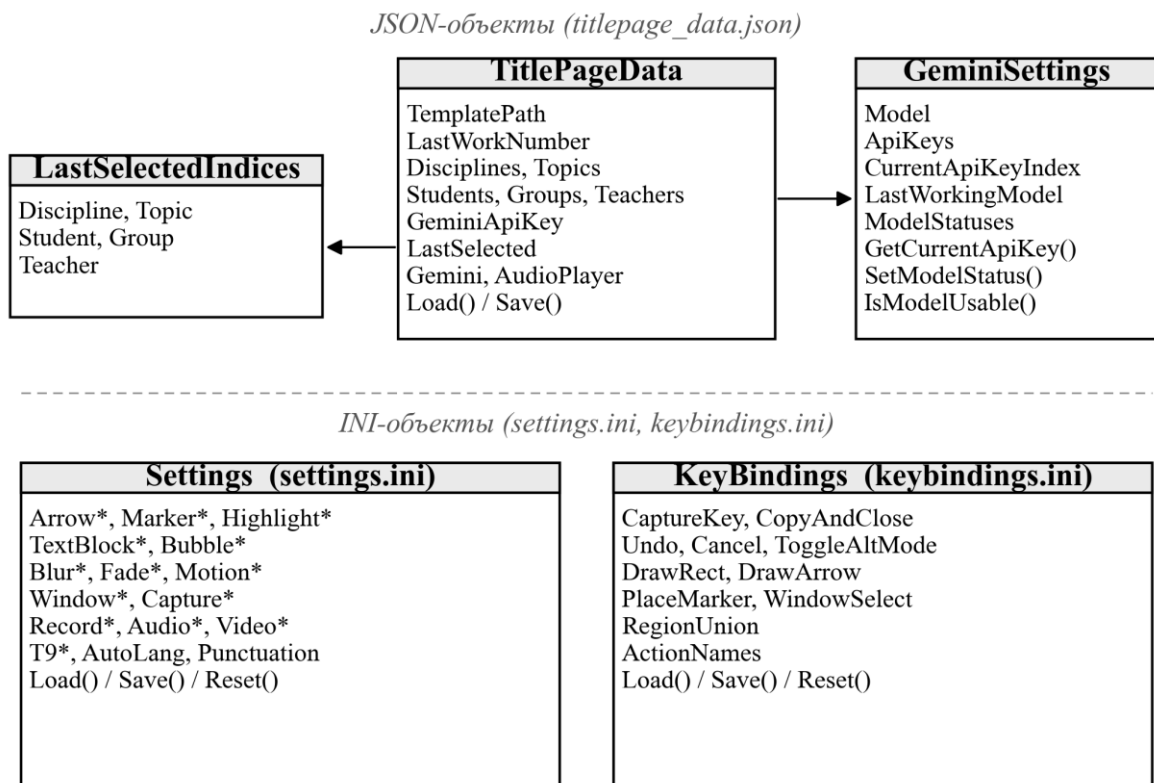 JSON-объекты (titlepage_data.json)
TitlePageData
TemplatePath
LastWorkNumber
Disciplines, Topics
Students, Groups, Teachers
GeminiApiKey
LastSelected
Gemini, AudioPlayer
Load() / Save()
GeminiSettings
Model
ApiKeys
CurrentApiKeyIndex
LastWorkingModel
ModelStatuses
GetCurrentApiKey()
SetModelStatus()
IsModelUsable()
LastSelectedIndices
Discipline, Topic
Student, Group
Teacher
INI-объекты (settings.ini, keybindings.ini)
Settings (settings.ini)
Arrow*, Marker*, Highlight*
TextBlock*, Bubble*
Blur*, Fade*, Motion*
Window*, Capture*
Record*, Audio*, Video*
T9*, AutoLang, Punctuation
Load() / Save() / Reset()
KeyBindings (keybindings.ini)
CaptureKey, CopyAndClose
Undo, Cancel, ToggleAltMode
DrawRect, DrawArrow
PlaceMarker, WindowSelect
RegionUnion
ActionNames
Load() / Save() / Reset()